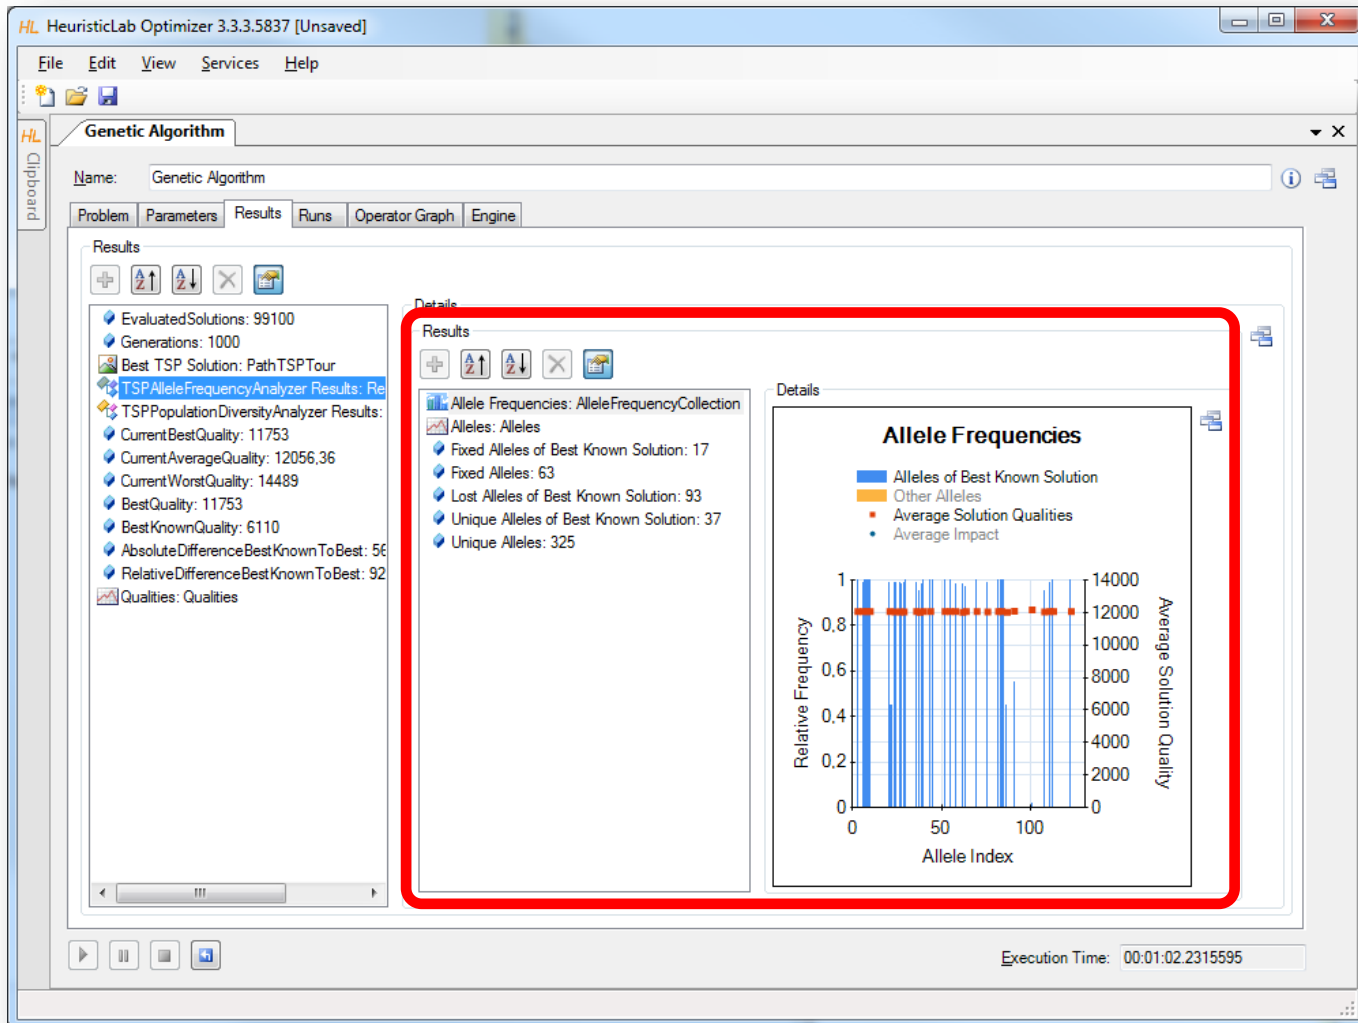 HL HeuristicLab Optimizer 3.3.3.5837 [Unsaved]
File Edit View Services Help
HL Clipboard
Genetic Algorithm
Name: Genetic Algorithm
Problem Parameters Results Runs Operator Graph Engine
Results
EvaluatedSolutions: 99100
Generations: 1000
Best TSP Solution: PathTSPTour
TSPAlleleFrequencyAnalyzer Results: Re
TSPPopulationDiversityAnalyzer Results:
CurrentBestQuality: 11753
CurrentAverageQuality: 12056,36
CurrentWorstQuality: 14489
BestQuality: 11753
BestKnownQuality: 6110
AbsoluteDifferenceBestKnownToBest: 56
RelativeDifferenceBestKnownToBest: 92
Qualities: Qualities
Details
Results
Allele Frequencies: AlleleFrequencyCollection
Alleles: Alleles
Fixed Alleles of Best Known Solution: 17
Fixed Alleles: 63
Lost Alleles of Best Known Solution: 93
Unique Alleles of Best Known Solution: 37
Unique Alleles: 325
Details
Allele Frequencies
Alleles of Best Known Solution
Other Alleles
Average Solution Qualities
Average Impact
Relative Frequency
1
0.8
0.6
0.4
0.2
0
14000
12000
10000
8000
6000
4000
2000
0
Average Solution Quality
0 50 100
Allele Index
Execution Time: 00:01:02.2315595